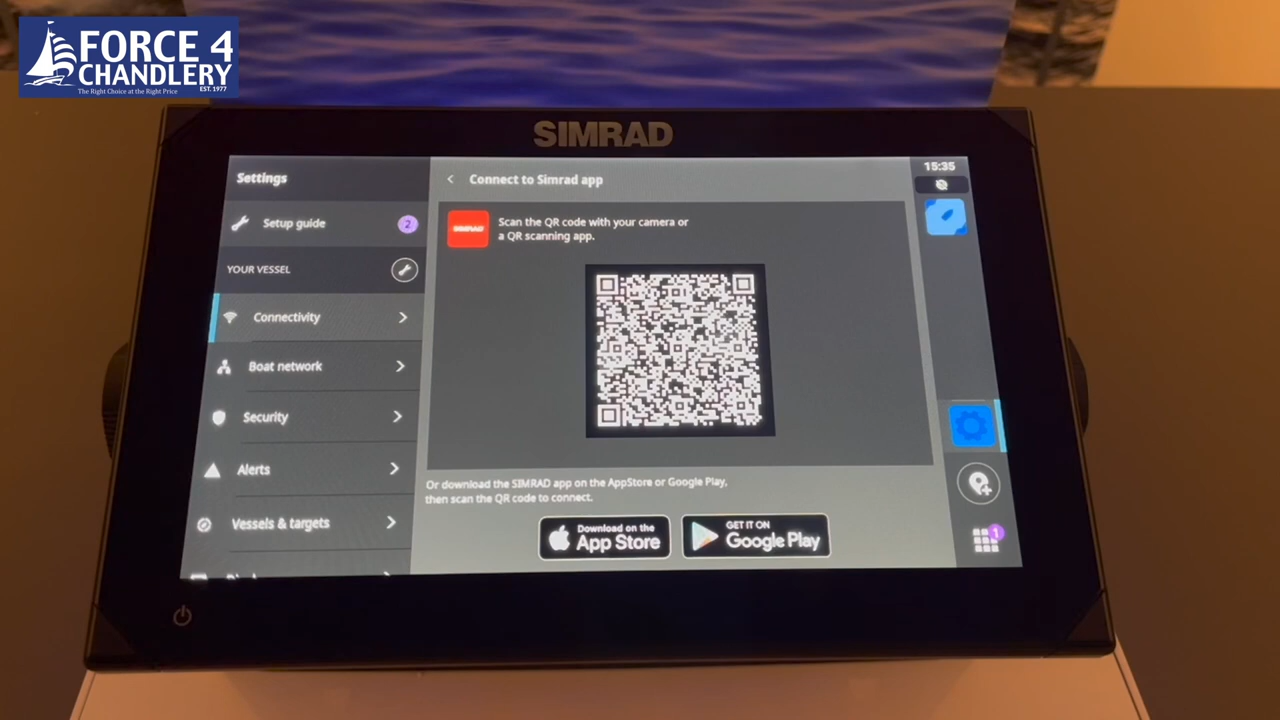 FORCE 4
CHANDLERY
The Right Choice at the Right Price
EST. 1977
SIMRAD
Settings
Setup guide
2
YOUR VESSEL
Connectivity
Boat network
Security
Alerts
Vessels & targets
Connect to Simrad app
SIMRAD
Scan the QR code with your camera or
a QR scanning app.
Or download the SIMRAD app on the AppStore or Google Play,
then scan the QR code to connect.
Download on the
App Store
GET IT ON
Google Play
15:35
1